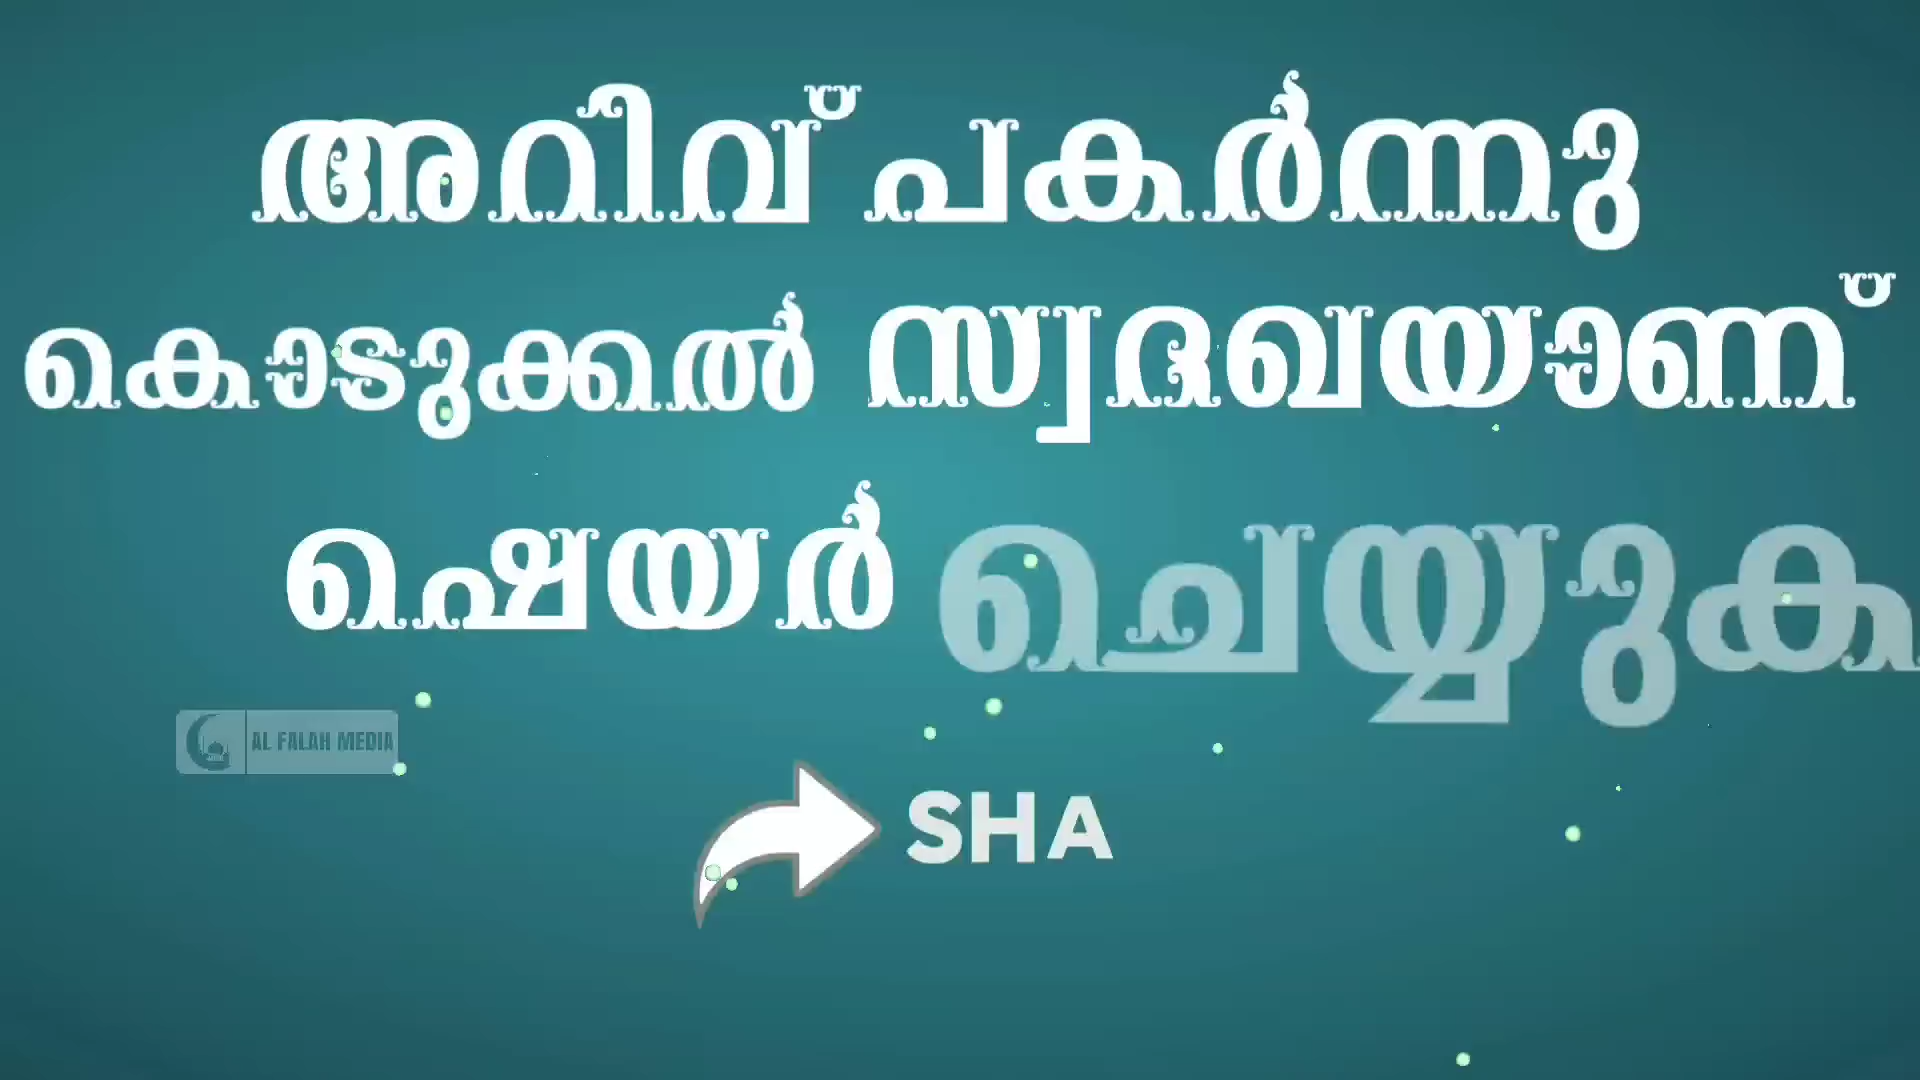 അറിവ് പകർന്നു
കൊടുക്കൽ സ്വദഖയാണ്
ഷെയർ ചെയ്യുക
AL FALAH MEDIA
SHA